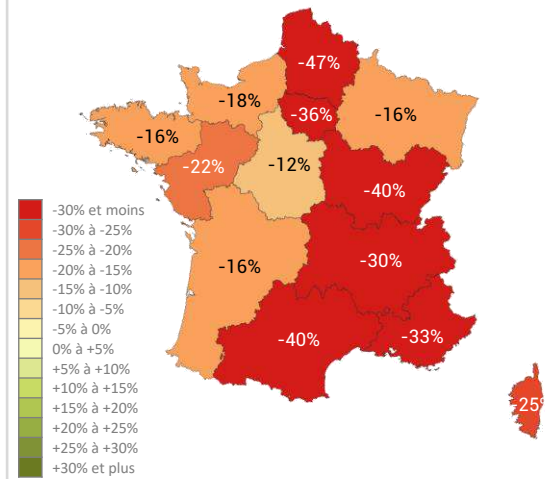 -47%
-18%
-36%
-16%
-16%
-22%
-12%
-40%
-30% et moins
-30% à -25%
-25% à -20%
-20% à -15%
-15% à -10%
-10% à -5%
-5% à 0%
0% à +5%
+5% à +10%
+10% à +15%
+15% à +20%
+20% à +25%
+25% à +30%
+30% et plus
-16%
-30%
-40%
-33%
-25%